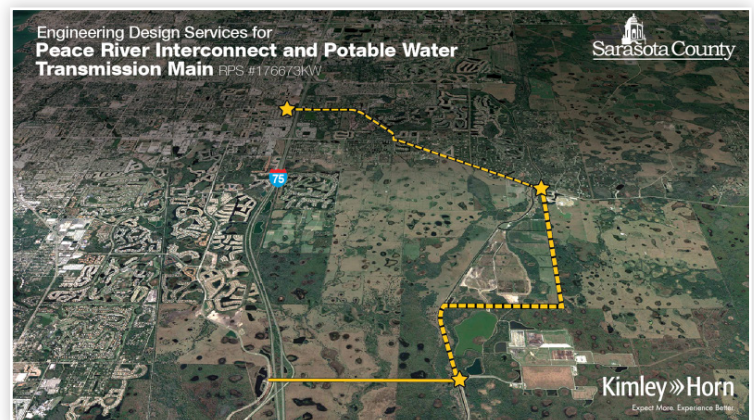 Engineering Design Services for
Peace River Interconnect and Potable Water
Transmission Main RPS #176673KW
Sarasota County
75
Kimley»Horn
Expect More. Experience Better.